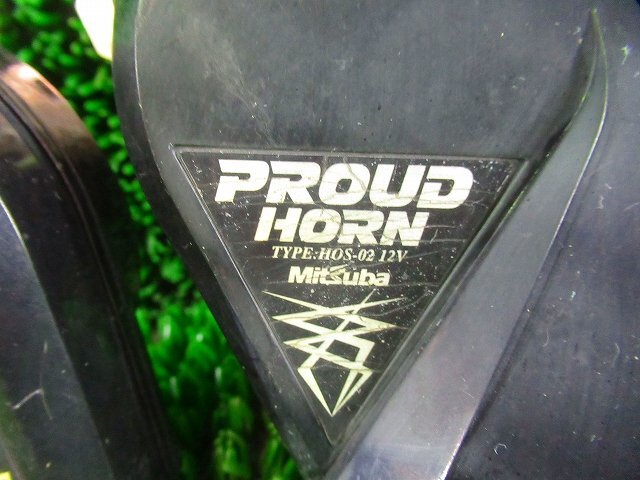 PROUD
HORN
TYPE:HOS-02 12V
Mitsuba